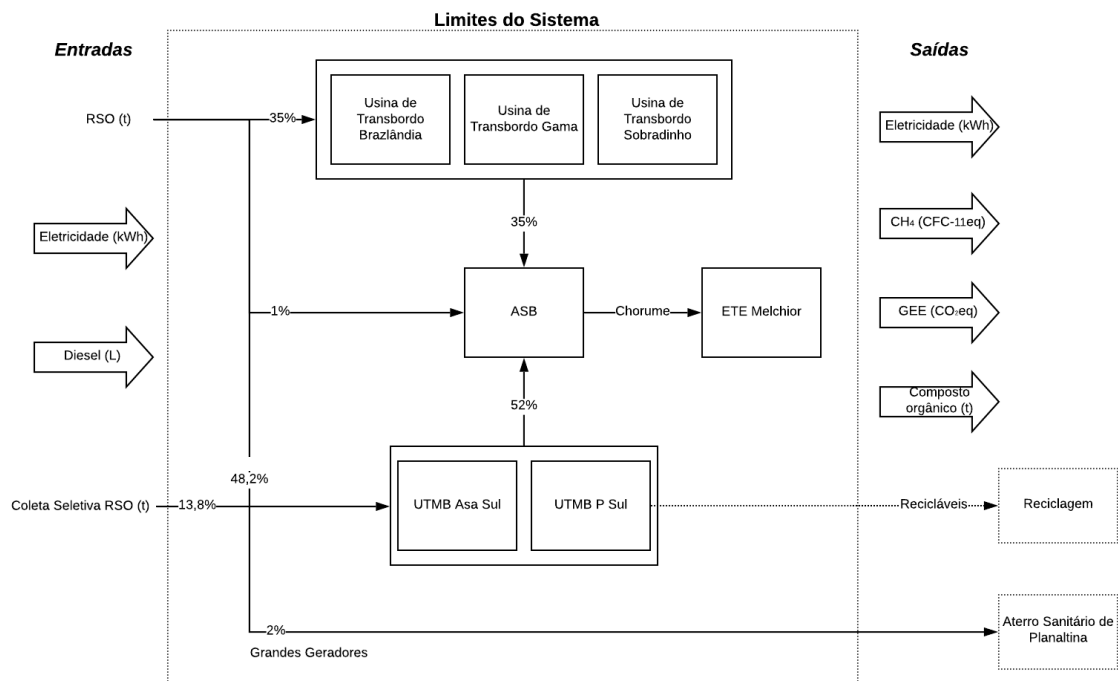 Limites do Sistema
Entradas
Saídas
RSO (t)
35%
Usina de
Transbordo
Brazlândia
Usina de
Transbordo Gama
Usina de
Transbordo
Sobradinho
Eletricidade (kWh)
35%
CH₄ (CFC-11eq)
Eletricidade (kWh)
1%
ASB
Chorume
ETE Melchior
GEE (CO₂eq)
Diesel (L)
52%
Composto
orgânico (t)
48,2%
Coleta Seletiva RSO (t)
13,8%
UTMB Asa Sul
UTMB P Sul
Recicláveis
Reciclagem
2%
Grandes Geradores
Aterro Sanitário de
Planaltina